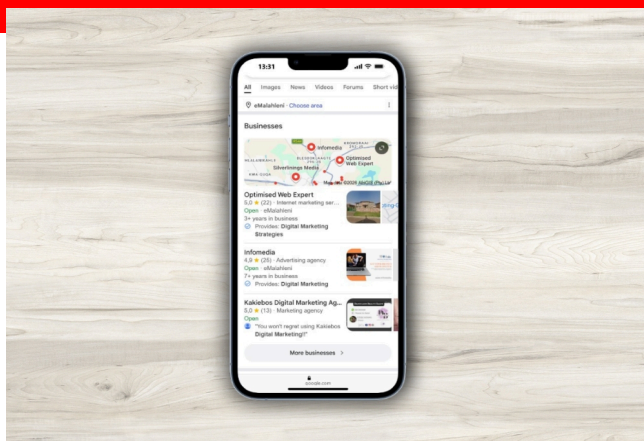 13:31
All Images News Videos Forums Short vid
eMalahleni · Choose area
Businesses
Infomedia
Optimised
Web Expert
Silverlinings Media
Optimised Web Expert
5,0 ★ (22) · Internet marketing ser...
Open · eMalahleni
3+ years in business
Provides: Digital Marketing
Strategies
Infomedia
4,9 ★ (25) · Advertising agency
Open · eMalahleni
7+ years in business
Provides: Digital Marketing
Kakiebos Digital Marketing Ag...
5,0 ★ (13) · Marketing agency
Open
"You won't regret using Kakiebos
Digital Marketing!!"
More businesses >
google.com